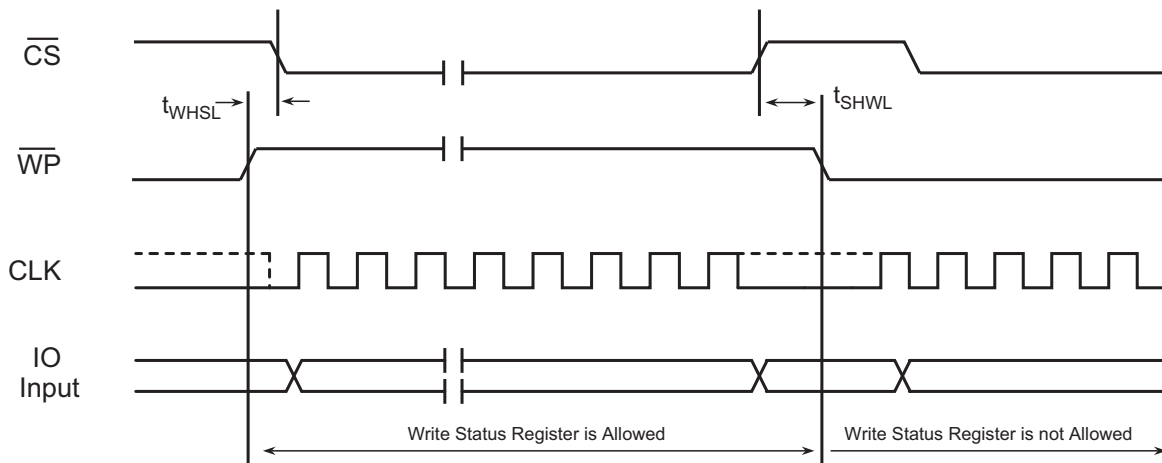 CS
tWHSL
tSHWL
WP
CLK
IO
Input
Write Status Register is Allowed
Write Status Register is not Allowed